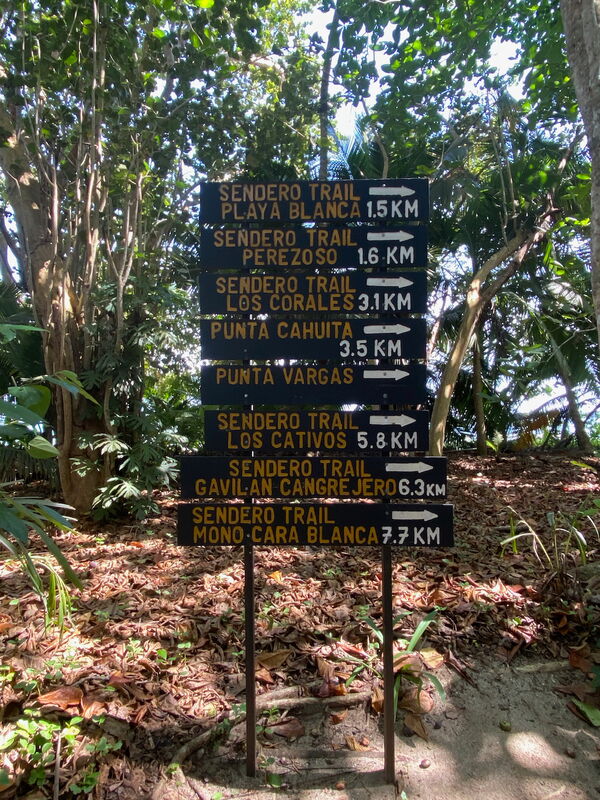 SENDERO TRAIL
PLAYA BLANCA 1.5 KM
SENDERO TRAIL
PEREZOSO 1.6 KM
SENDERO TRAIL
LOS CORALES 3.1 KM
PUNTA CAHUITA
3.5 KM
PUNTA VARGAS
SENDERO TRAIL
LOS CATIVOS 5.8 KM
SENDERO TRAIL
GAVILAN CANGREJERO 6.3 KM
SENDERO TRAIL
MONO CARA BLANCA 7.7 KM